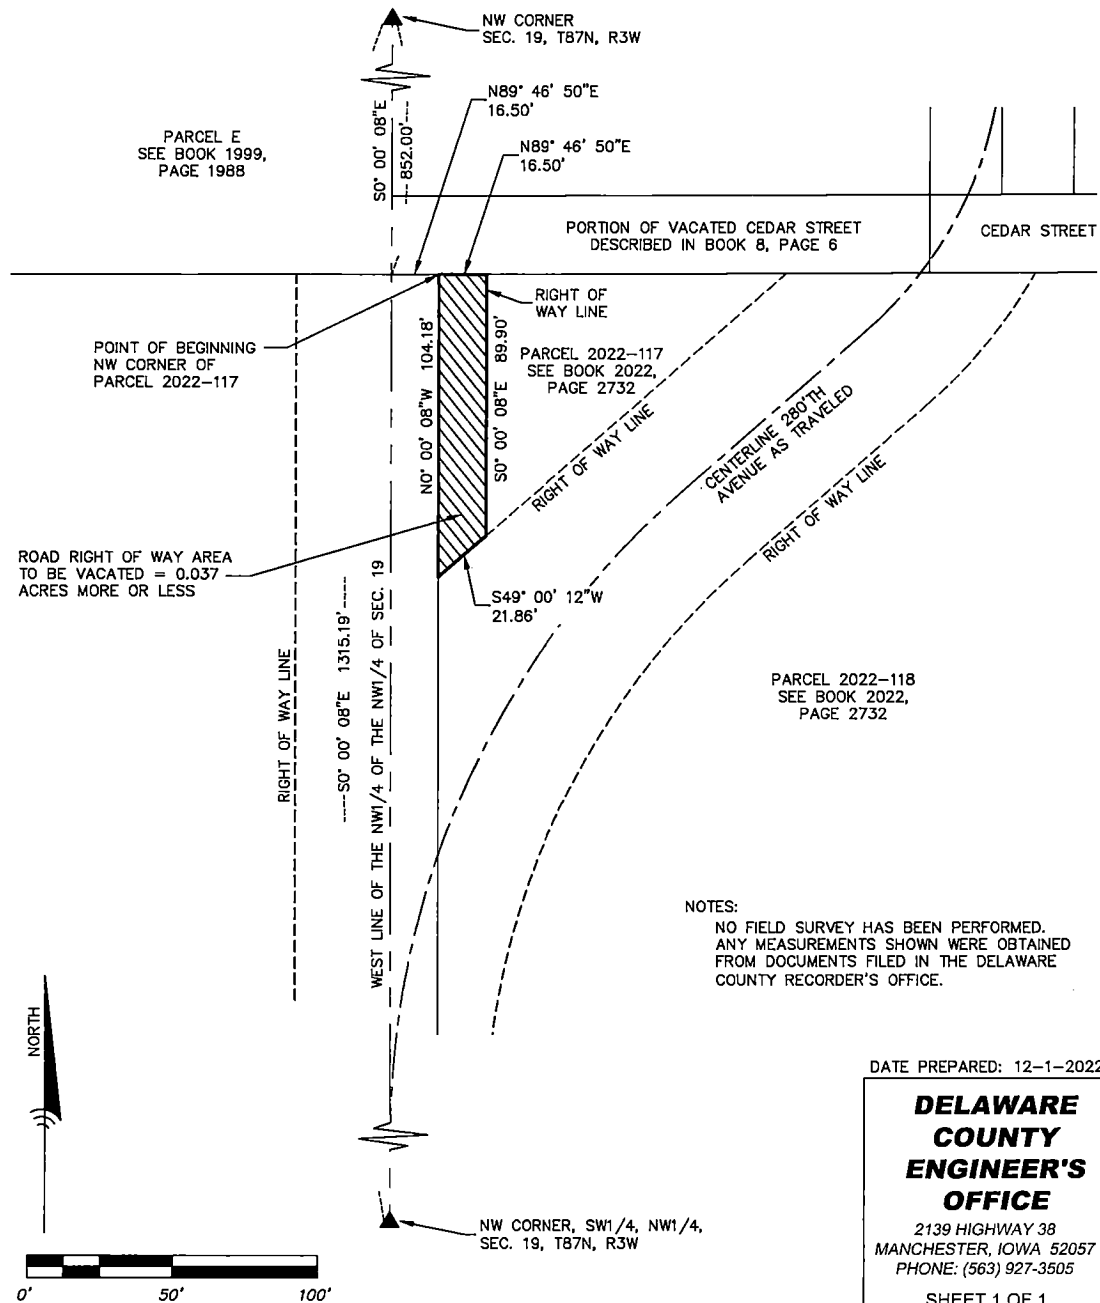 NW CORNER
SEC. 19, T87N, R3W
N89° 46' 50"E
16.50'
N89° 46' 50"E
16.50'
S0° 00' 08"E
----852.00'----
PARCEL E
SEE BOOK 1999,
PAGE 1988
PORTION OF VACATED CEDAR STREET
DESCRIBED IN BOOK 8, PAGE 6
CEDAR STREET
RIGHT OF
WAY LINE
POINT OF BEGINNING
NW CORNER OF
PARCEL 2022-117
N0° 00' 08"W 104.18'
S0° 00' 08"E 89.90'
PARCEL 2022-117
SEE BOOK 2022,
PAGE 2732
RIGHT OF WAY LINE
CENTERLINE 280'TH
AVENUE AS TRAVELED
RIGHT OF WAY LINE
ROAD RIGHT OF WAY AREA
TO BE VACATED = 0.037
ACRES MORE OR LESS
S49° 00' 12"W
21.86'
RIGHT OF WAY LINE
----S0° 00' 08"E 1315.19'----
WEST LINE OF THE NW1/4 OF THE NW1/4 OF SEC. 19
PARCEL 2022-118
SEE BOOK 2022,
PAGE 2732
NOTES:
NO FIELD SURVEY HAS BEEN PERFORMED.
ANY MEASUREMENTS SHOWN WERE OBTAINED
FROM DOCUMENTS FILED IN THE DELAWARE
COUNTY RECORDER'S OFFICE.
NORTH
DATE PREPARED: 12-1-2022
DELAWARE
COUNTY
ENGINEER'S
OFFICE
2139 HIGHWAY 38
MANCHESTER, IOWA 52057
PHONE: (563) 927-3505
SHEET 1 OF 1
NW CORNER, SW1/4, NW1/4,
SEC. 19, T87N, R3W
0' 50' 100'